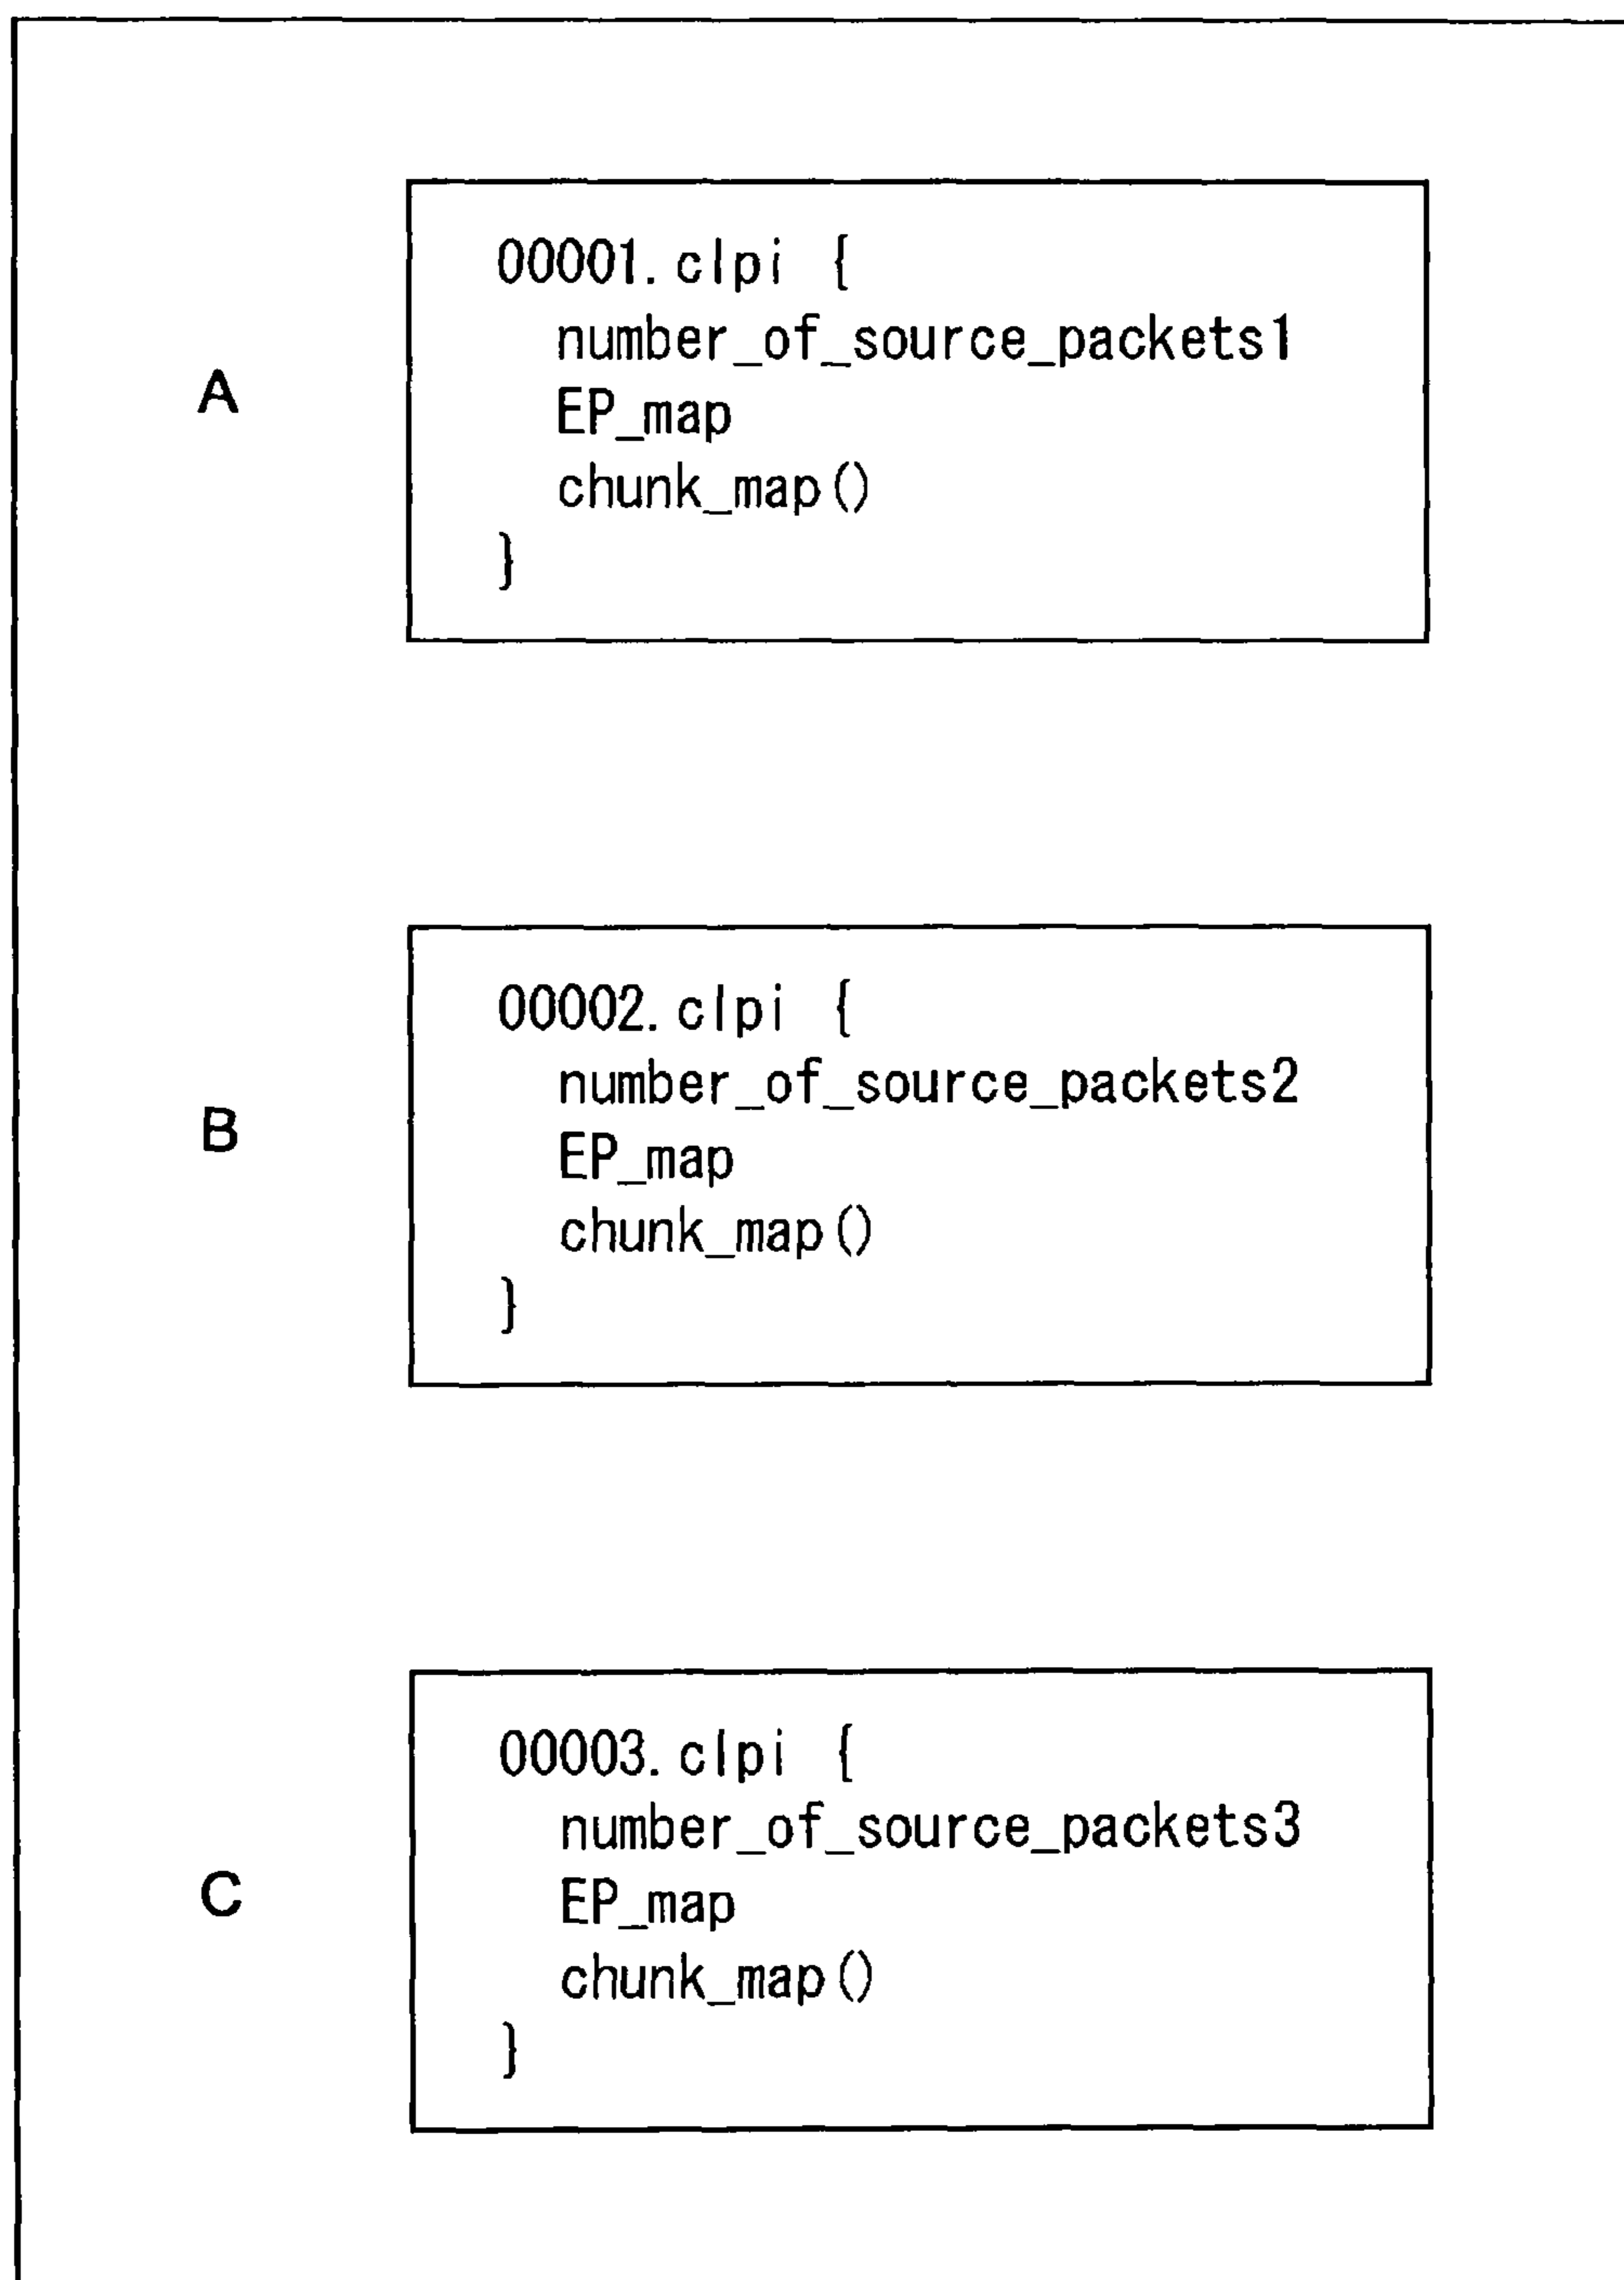 A
00001.clpi {
number_of_source_packets1
EP_map
chunk_map()
}
B
00002.clpi {
number_of_source_packets2
EP_map
chunk_map()
}
C
00003.clpi {
number_of_source_packets3
EP_map
chunk_map()
}